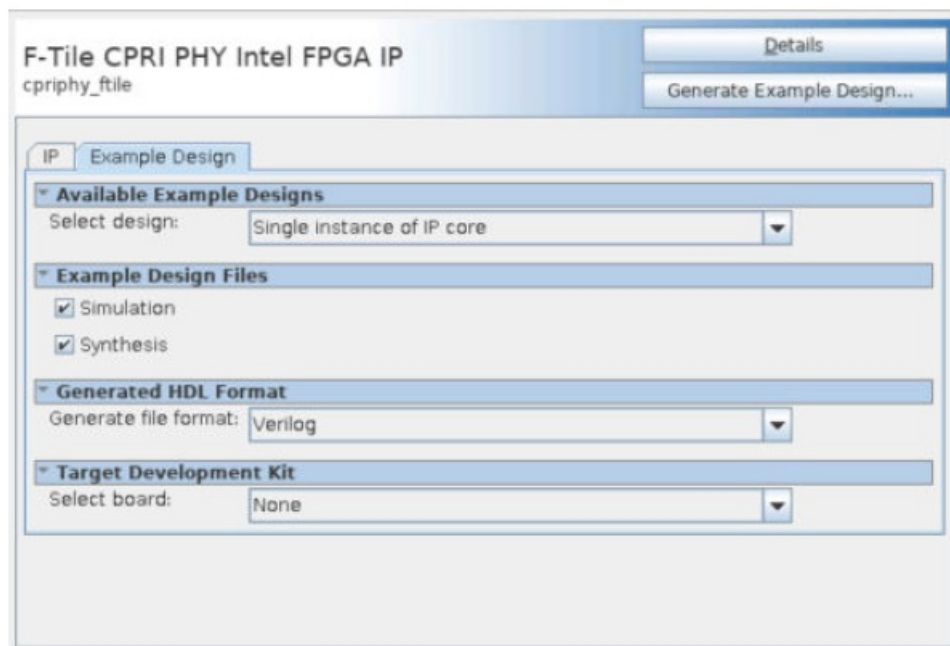 F-Tile CPRI PHY Intel FPGA IP
cpriphy_ftile
Details
Generate Example Design...
IP
Example Design
Available Example Designs
Select design: Single instance of IP core
Example Design Files
Simulation
Synthesis
Generated HDL Format
Generate file format: Verilog
Target Development Kit
Select board: None